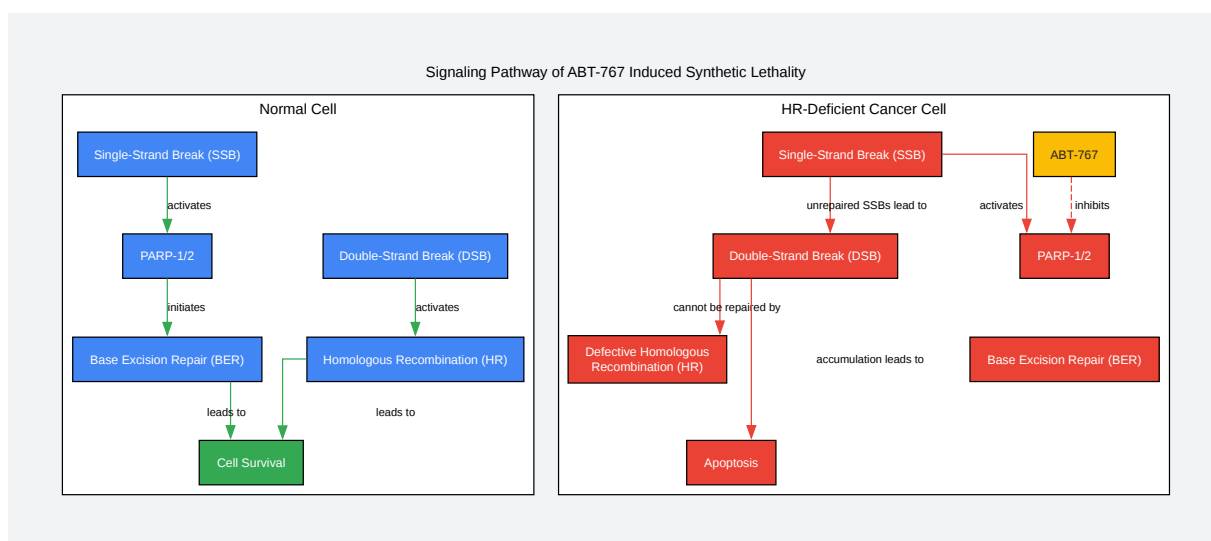 Signaling Pathway of ABT-767 Induced Synthetic Lethality
Normal Cell
Single-Strand Break (SSB)
activates
PARP-1/2
Double-Strand Break (DSB)
initiates
activates
Base Excision Repair (BER)
Homologous Recombination (HR)
leads to
leads to
Cell Survival
HR-Deficient Cancer Cell
Single-Strand Break (SSB)
ABT-767
unrepaired SSBs lead to
activates
inhibits
Double-Strand Break (DSB)
PARP-1/2
cannot be repaired by
Defective Homologous
Recombination (HR)
accumulation leads to
Base Excision Repair (BER)
Apoptosis